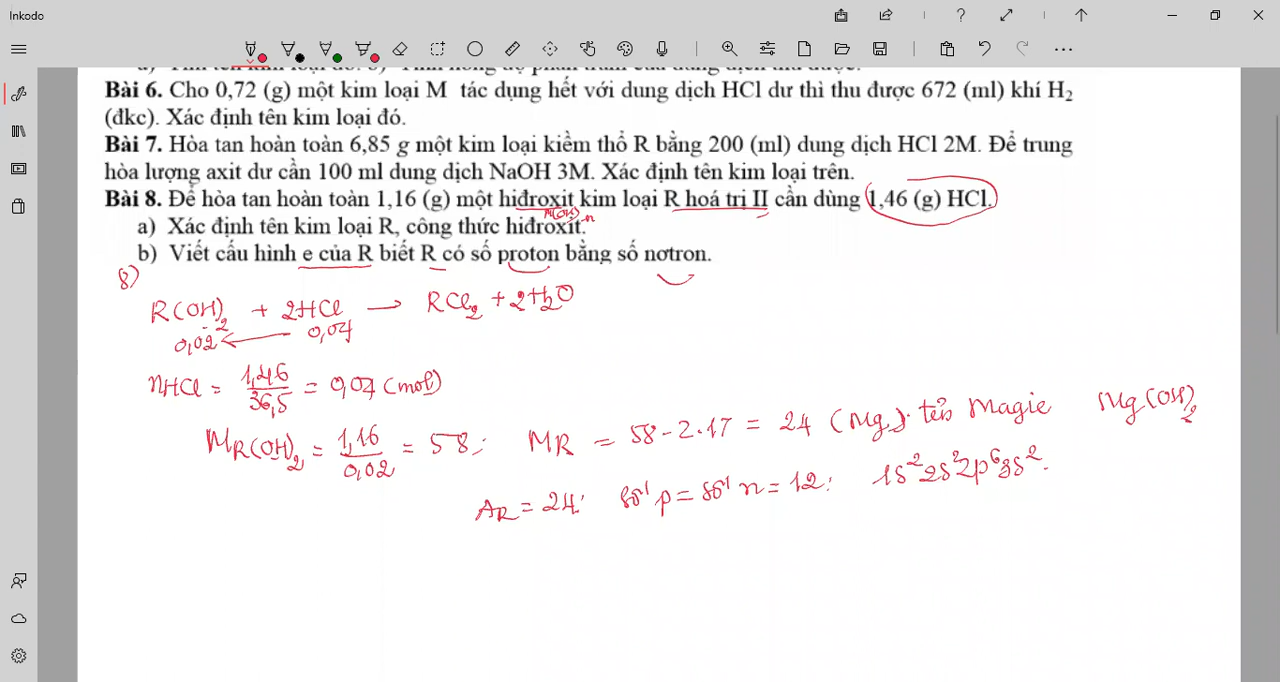 Inkodo
Bài 6. Cho 0,72 (g) một kim loại M tác dụng hết với dung dịch HCl dư thì thu được 672 (ml) khí H₂
(đkc). Xác định tên kim loại đó.
Bài 7. Hòa tan hoàn toàn 6,85 g một kim loại kiềm thổ R bằng 200 (ml) dung dịch HCl 2M. Để trung
hòa lượng axit dư cần 100 ml dung dịch NaOH 3M. Xác định tên kim loại trên.
Bài 8. Để hòa tan hoàn toàn 1,16 (g) một hiđroxit kim loại R hoá trị II cần dùng 1,46 (g) HCl.
a) Xác định tên kim loại R, công thức hiđroxit.
b) Viết cấu hình e của R biết R có số proton bằng số nơtron.
8)
R(OH)₂ + 2HCl → RCl₂ + 2H₂O
0,02 ← 0,04
nHCl = 1,46/36,5 = 0,04 (mol)
MR(OH)₂ = 1,16/0,02 = 58; MR = 58 - 2.17 = 24 (Mg). tên Magie Mg(OH)₂
AR = 24: số p = số n = 12: 1s² 2s² 2p⁶ 3s².